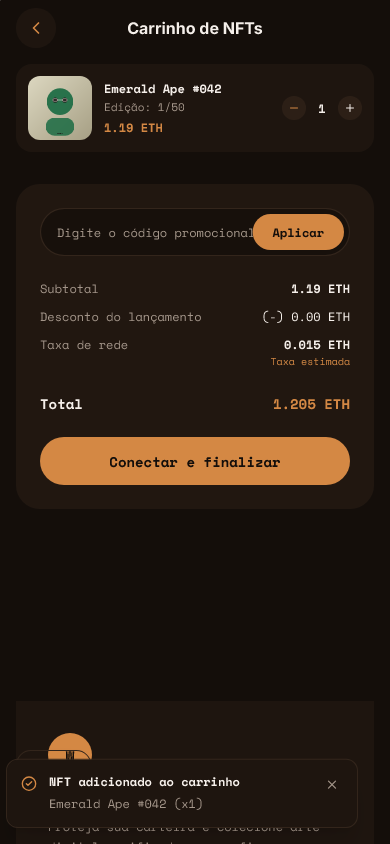 Carrinho de NFTs
Emerald Ape #042
Edição: 1/50
1.19 ETH
1
Digite o código promocional
Aplicar
Subtotal 1.19 ETH
Desconto do lançamento (-) 0.00 ETH
Taxa de rede 0.015 ETH
Taxa estimada
Total 1.205 ETH
Conectar e finalizar
NFT adicionado ao carrinho
Emerald Ape #042 (x1)
Proteja sua carteira e colecione arte